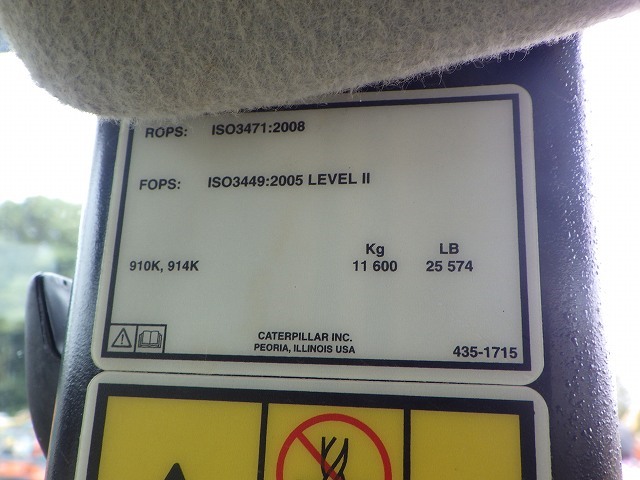 ROPS: ISO3471:2008
FOPS: ISO3449:2005 LEVEL II
Kg LB
910K, 914K 11 600 25 574
CATERPILLAR INC.
PEORIA, ILLINOIS USA
435-1715